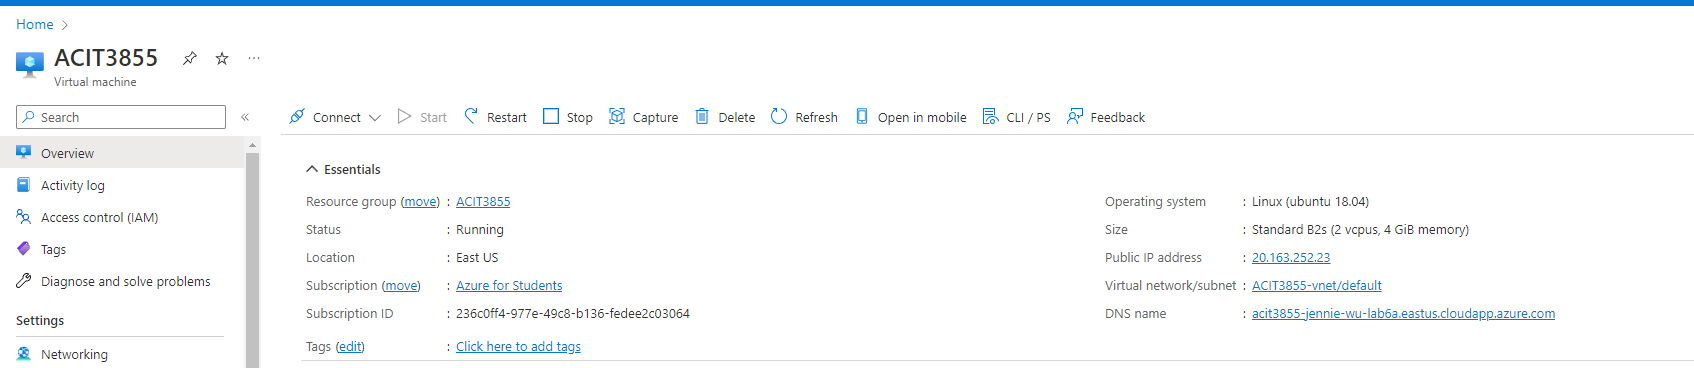 Home >
ACIT3855
Virtual machine
Search
Connect Start Restart Stop Capture Delete Refresh Open in mobile CLI / PS Feedback
Overview
Activity log
Access control (IAM)
Tags
Diagnose and solve problems
Settings
Networking
Essentials
Resource group (move) : ACIT3855
Status : Running
Location : East US
Subscription (move) : Azure for Students
Subscription ID : 236c0ff4-977e-49c8-b136-fedee2c03064
Tags (edit) : Click here to add tags
Operating system : Linux (ubuntu 18.04)
Size : Standard B2s (2 vcpus, 4 GiB memory)
Public IP address : 20.163.252.23
Virtual network/subnet : ACIT3855-vnet/default
DNS name : acit3855-jennie-wu-lab6a.eastus.cloudapp.azure.com